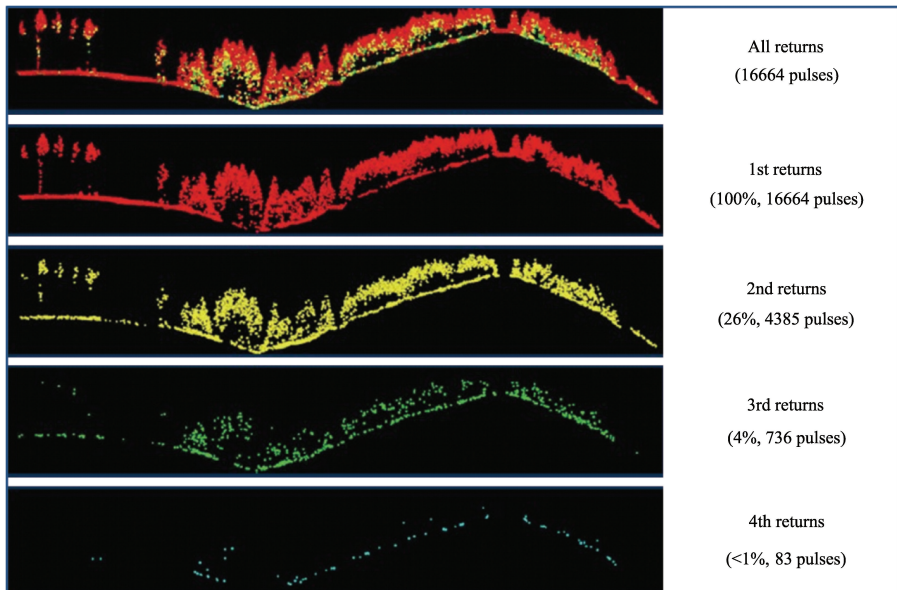 All returns
(16664 pulses)
1st returns
(100%, 16664 pulses)
2nd returns
(26%, 4385 pulses)
3rd returns
(4%, 736 pulses)
4th returns
(<1%, 83 pulses)